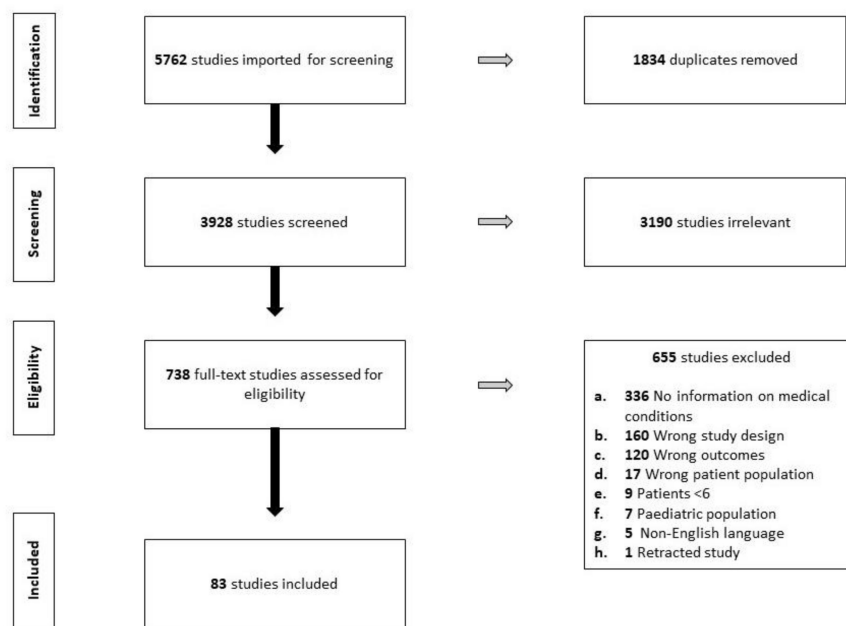 Identification
5762 studies imported for screening
1834 duplicates removed
Screening
3928 studies screened
3190 studies irrelevant
Eligibility
738 full-text studies assessed for
eligibility
655 studies excluded
a. 336 No information on medical
conditions
b. 160 Wrong study design
c. 120 Wrong outcomes
d. 17 Wrong patient population
e. 9 Patients <6
f. 7 Paediatric population
g. 5 Non-English language
h. 1 Retracted study
Included
83 studies included